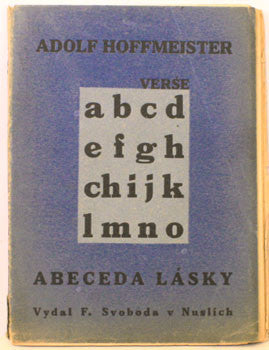 ADOLF HOFFMEISTER
VERSE
a b c d
e f g h
ch i j k
l m n o
ABECEDA LÁSKY
Vydal F. Svoboda v Nuslích